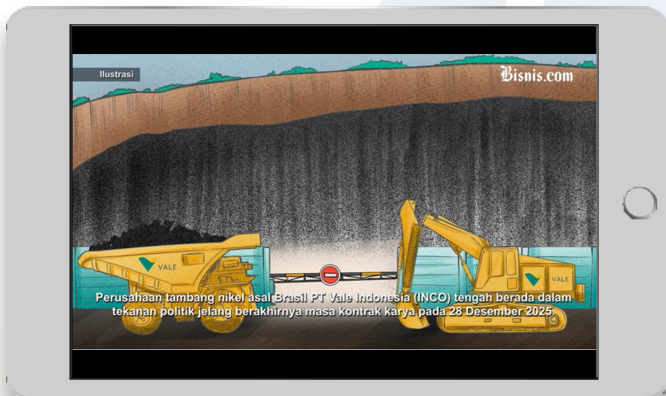 Ilustrasi
Bisnis.com
VALE
VALE
Perusahaan tambang nikel asal Brasil PT Vale Indonesia (INCO) tengah berada dalam
tekanan politik jelang berakhirnya masa kontrak karya pada 28 Desember 2025.